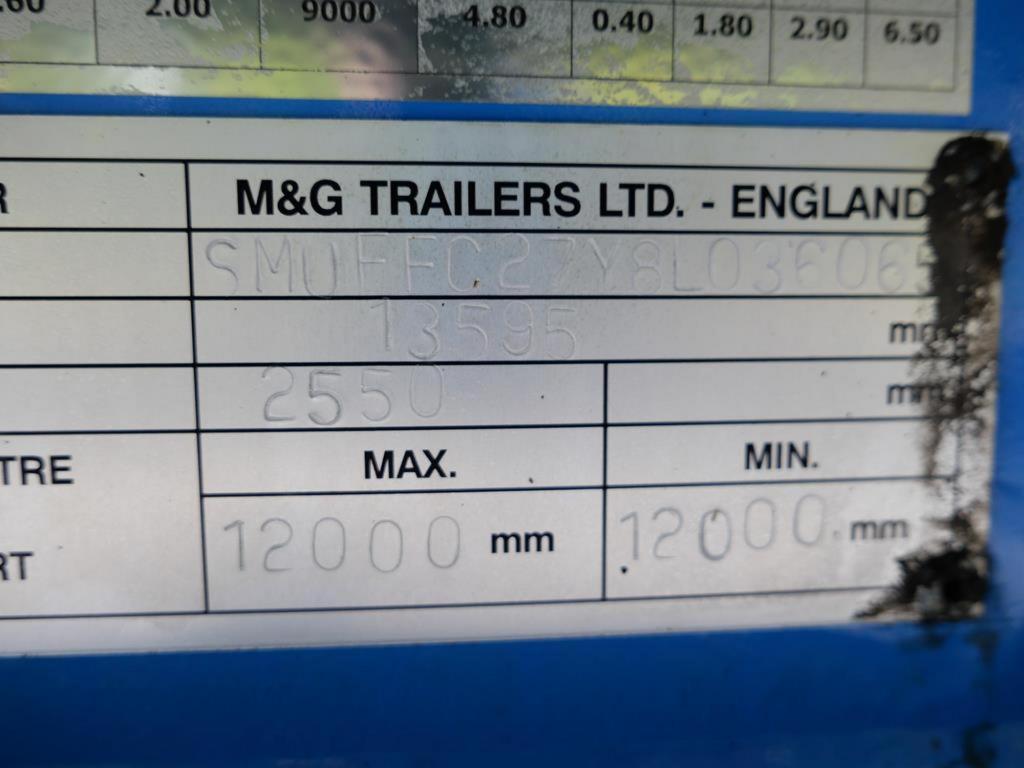 2.00 9000 4.80 0.40 1.80 2.90 6.50
M&G TRAILERS LTD. - ENGLAND
SMUFFC27Y8L036065
13595 mm
2550 mm
TRE MAX. MIN.
RT 12000 mm 12000 mm